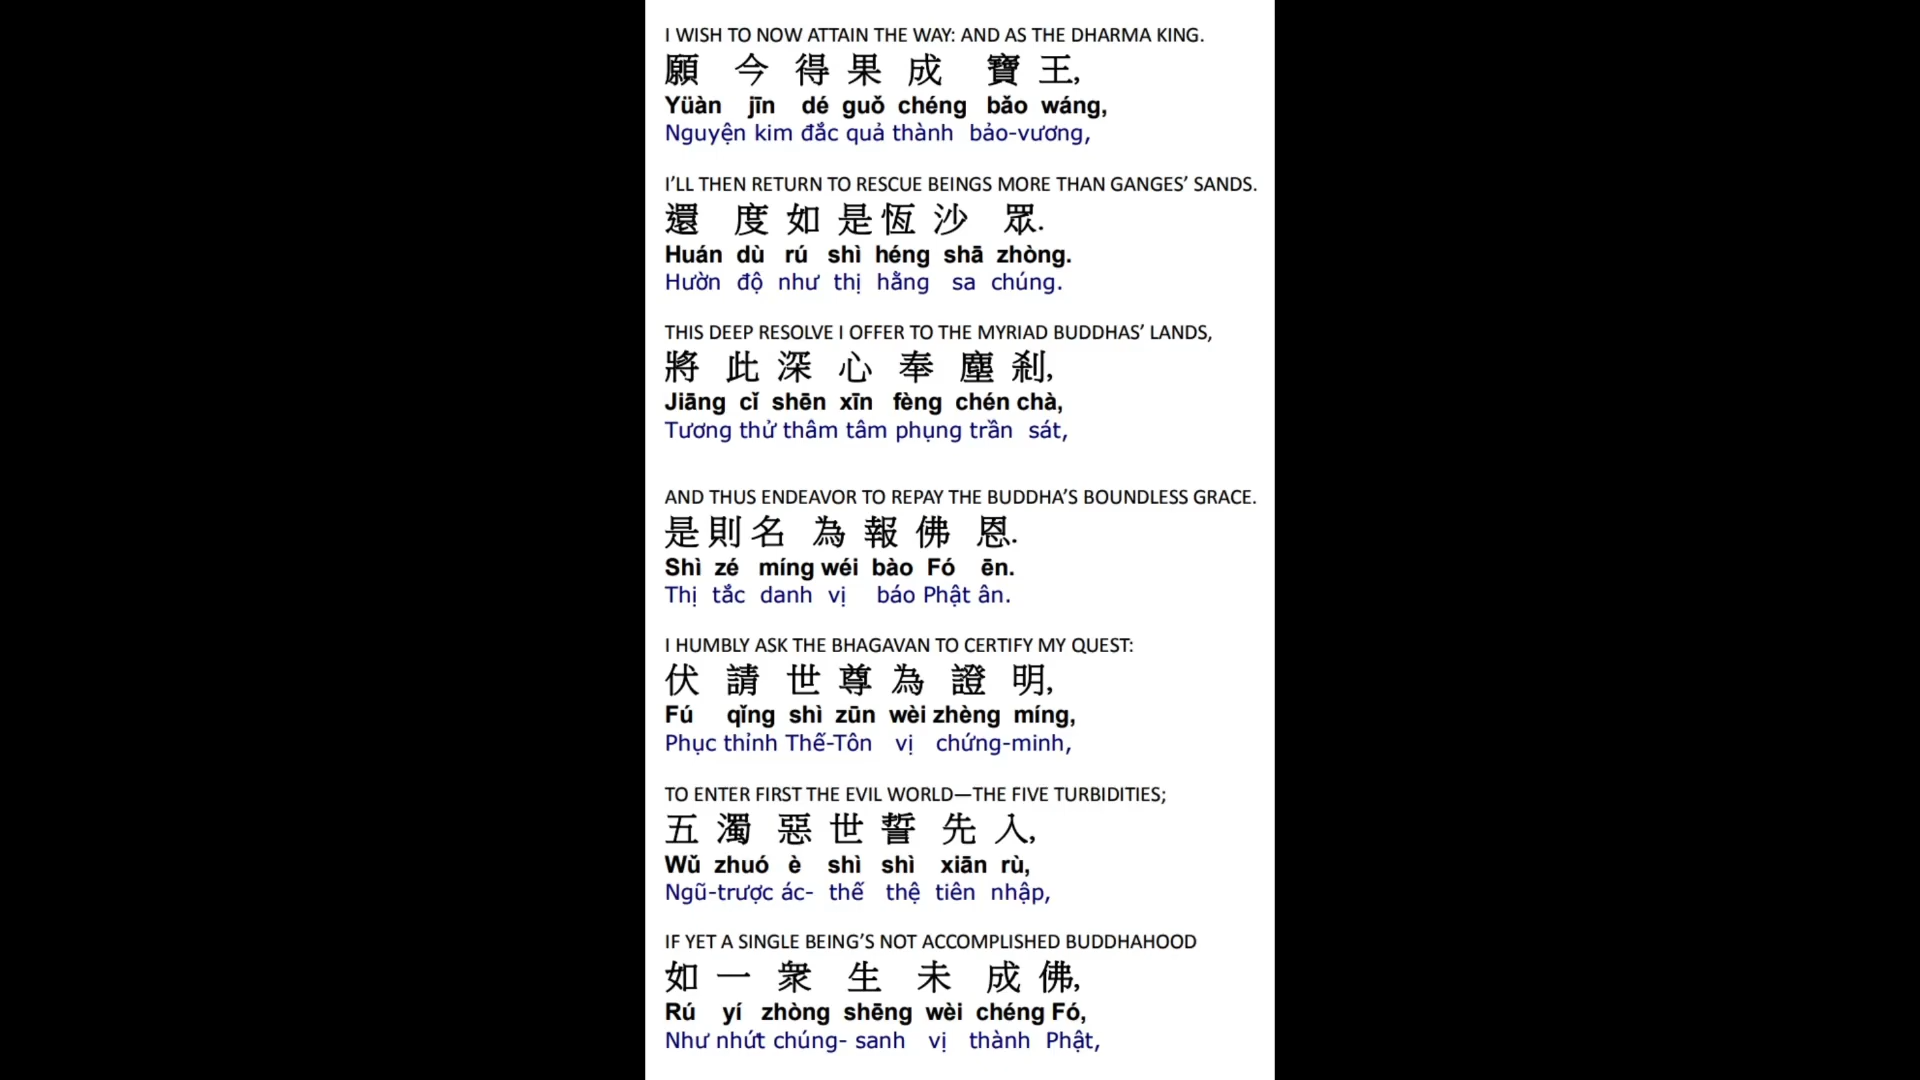 I WISH TO NOW ATTAIN THE WAY: AND AS THE DHARMA KING.
願 今 得 果 成 寶 王,
Yüàn jīn dé guǒ chéng bǎo wáng,
Nguyện kim đắc quả thành bảo-vương,
I’LL THEN RETURN TO RESCUE BEINGS MORE THAN GANGES’ SANDS.
還 度 如 是 恆 沙 眾.
Huán dù rú shì héng shā zhòng.
Hườn độ như thị hằng sa chúng.
THIS DEEP RESOLVE I OFFER TO THE MYRIAD BUDDHAS’ LANDS,
將 此 深 心 奉 塵 剎,
Jiāng cǐ shēn xīn fèng chén chà,
Tương thử thâm tâm phụng trần sát,
AND THUS ENDEAVOR TO REPAY THE BUDDHA’S BOUNDLESS GRACE.
是 則 名 為 報 佛 恩.
Shì zé míng wéi bào Fó ēn.
Thị tắc danh vị báo Phật ân.
I HUMBLY ASK THE BHAGAVAN TO CERTIFY MY QUEST:
伏 請 世 尊 為 證 明,
Fú qǐng shì zūn wèi zhèng míng,
Phục thỉnh Thế-Tôn vị chứng-minh,
TO ENTER FIRST THE EVIL WORLD—THE FIVE TURBIDITIES;
五 濁 惡 世 誓 先 入,
Wǔ zhuó è shì shì xiān rù,
Ngũ-trược ác- thế thệ tiên nhập,
IF YET A SINGLE BEING’S NOT ACCOMPLISHED BUDDHAHOOD
如 一 衆 生 未 成 佛,
Rú yí zhòng shēng wèi chéng Fó,
Như nhứt chúng- sanh vị thành Phật,